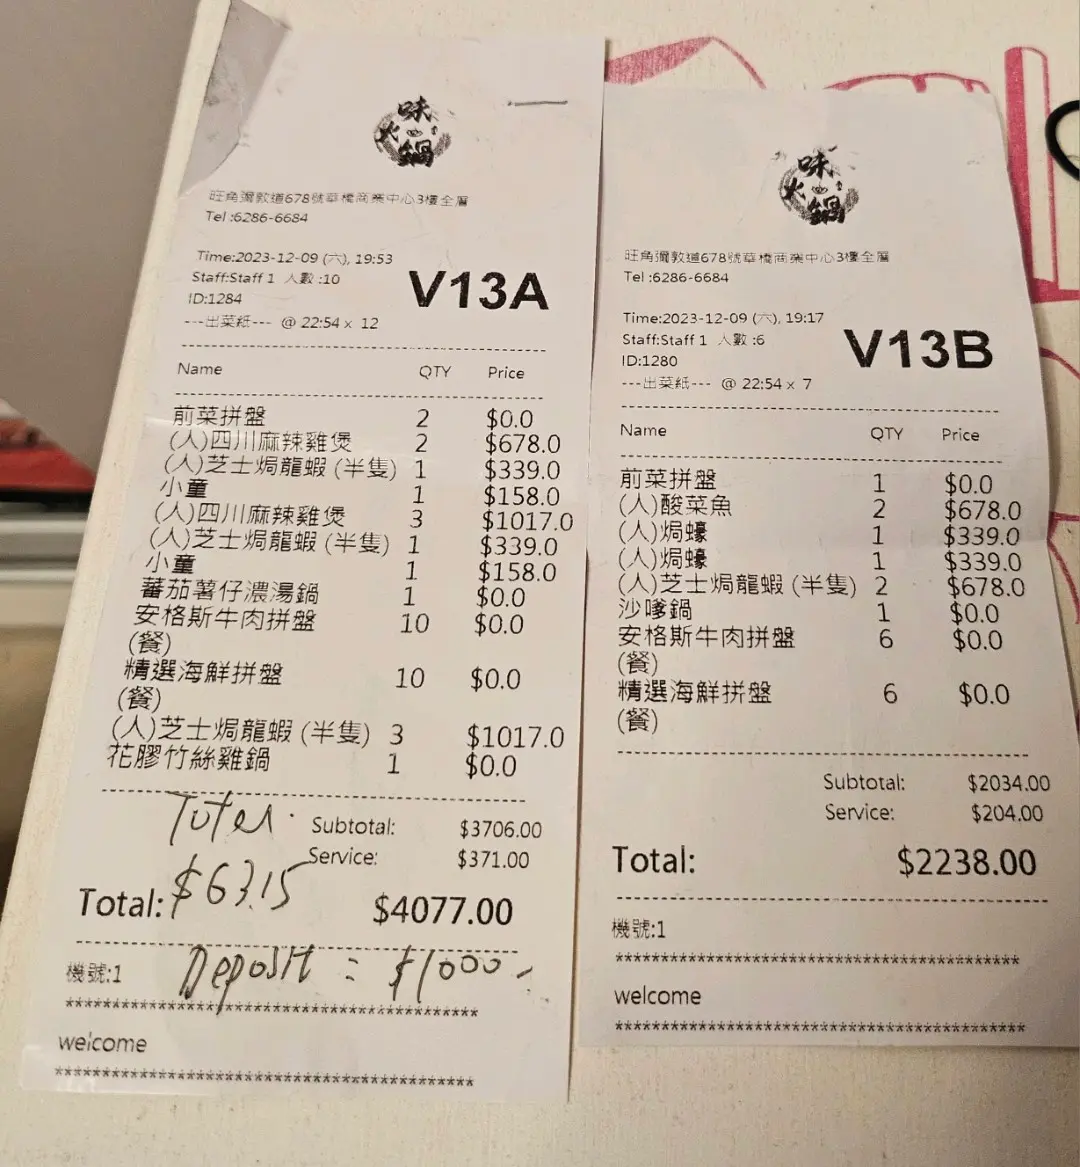 味
火
鍋
旺角彌敦道678號華橋商業中心3樓全層
Tel :6286-6684
Time:2023-12-09 (六), 19:53
Staff:Staff 1 人數 :10
V13A
ID:1284
---出菜紙--- @ 22:54 x 12
Name QTY Price
前菜拼盤 2 $0.0
(人)四川麻辣雞煲 2 $678.0
(人)芝士焗龍蝦 (半隻) 1 $339.0
小童 1 $158.0
(人)四川麻辣雞煲 3 $1017.0
(人)芝士焗龍蝦 (半隻) 1 $339.0
小童 1 $158.0
蕃茄薯仔濃湯鍋 1 $0.0
安格斯牛肉拼盤 10 $0.0
(餐)
精選海鮮拼盤 10 $0.0
(餐)
(人)芝士焗龍蝦 (半隻) 3 $1017.0
花膠竹絲雞鍋 1 $0.0
Total.
Subtotal: $3706.00
Service: $371.00
$6315
Total: $4077.00
Deposit = $1000.-
機號:1
*********************************************
welcome
*********************************************
味
火
鍋
旺角彌敦道678號華橋商業中心3樓全層
Tel :6286-6684
Time:2023-12-09 (六), 19:17
Staff:Staff 1 人數 :6
V13B
ID:1280
---出菜紙--- @ 22:54 x 7
Name QTY Price
前菜拼盤 1 $0.0
(人)酸菜魚 2 $678.0
(人)焗蠔 1 $339.0
(人)焗蠔 1 $339.0
(人)芝士焗龍蝦 (半隻) 2 $678.0
沙嗲鍋 1 $0.0
安格斯牛肉拼盤 6 $0.0
(餐)
精選海鮮拼盤 6 $0.0
(餐)
Subtotal: $2034.00
Service: $204.00
Total: $2238.00
機號:1
*********************************************
welcome
*********************************************